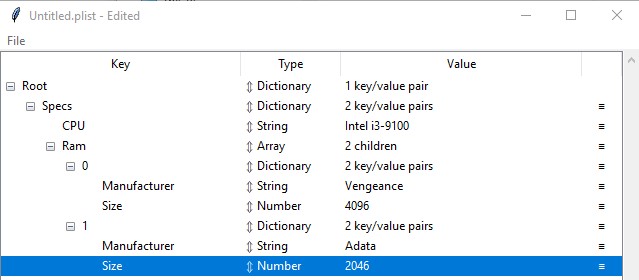 Untitled.plist - Edited
File
Key Type Value
Root Dictionary 1 key/value pair
Specs Dictionary 2 key/value pairs
CPU String Intel i3-9100
Ram Array 2 children
0 Dictionary 2 key/value pairs
Manufacturer String Vengeance
Size Number 4096
1 Dictionary 2 key/value pairs
Manufacturer String Adata
Size Number 2046